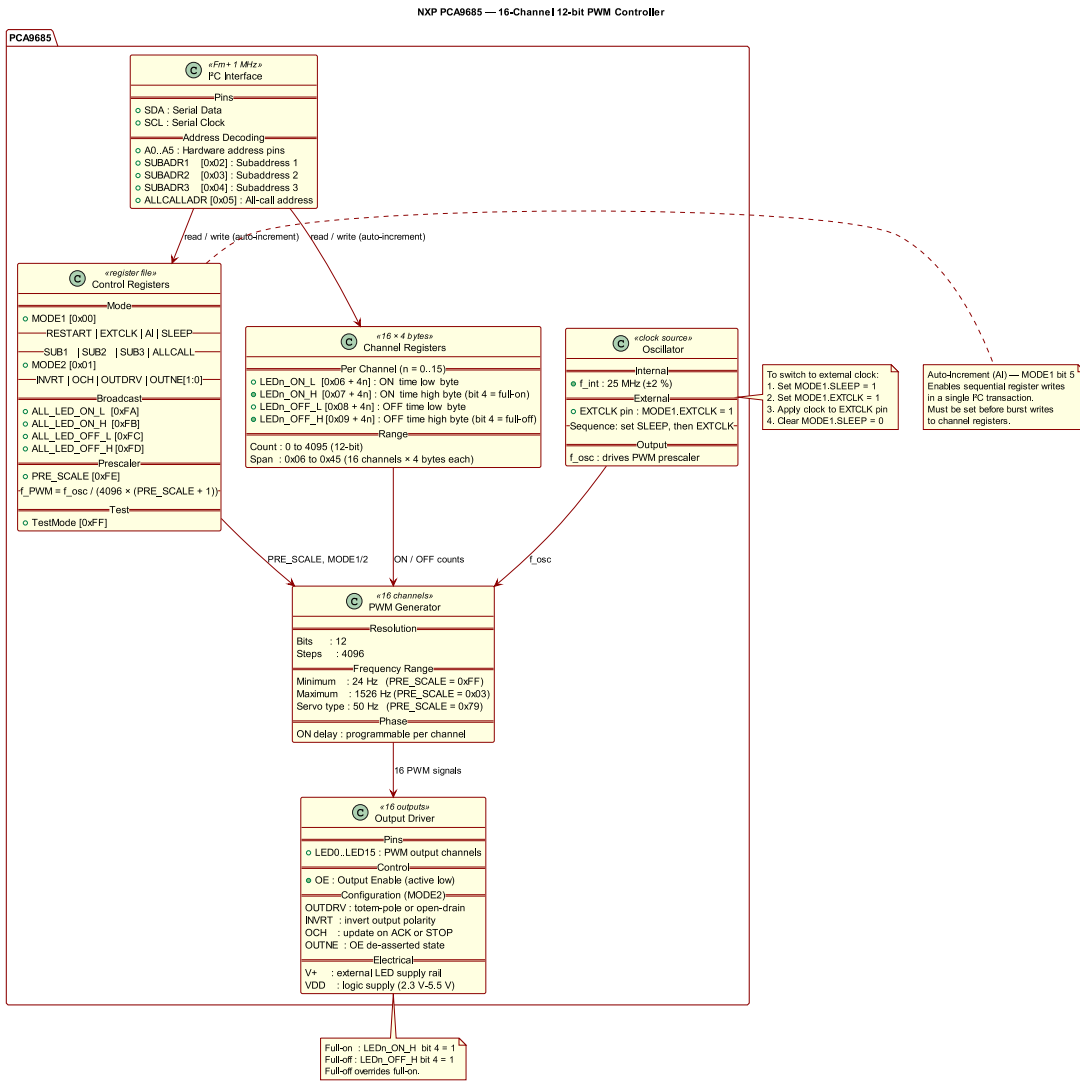 NXP PCA9685 — 16-Channel 12-bit PWM Controller
PCA9685
C
«Fm+ 1 MHz»
I²C Interface
Pins
SDA : Serial Data
SCL : Serial Clock
Address Decoding
A0..A5 : Hardware address pins
SUBADR1 [0x02] : Subaddress 1
SUBADR2 [0x03] : Subaddress 2
SUBADR3 [0x04] : Subaddress 3
ALLCALLADR [0x05] : All-call address
read / write (auto-increment)
read / write (auto-increment)
C
«register file»
Control Registers
Mode
MODE1 [0x00]
RESTART | EXTCLK | AI | SLEEP
SUB1 | SUB2 | SUB3 | ALLCALL
MODE2 [0x01]
INVRT | OCH | OUTDRV | OUTNE[1:0]
Broadcast
ALL_LED_ON_L [0xFA]
ALL_LED_ON_H [0xFB]
ALL_LED_OFF_L [0xFC]
ALL_LED_OFF_H [0xFD]
Prescaler
PRE_SCALE [0xFE]
f_PWM = f_osc / (4096 × (PRE_SCALE + 1))
Test
TestMode [0xFF]
C
«16 × 4 bytes»
Channel Registers
Per Channel (n = 0..15)
LEDn_ON_L [0x06 + 4n] : ON time low byte
LEDn_ON_H [0x07 + 4n] : ON time high byte (bit 4 = full-on)
LEDn_OFF_L [0x08 + 4n] : OFF time low byte
LEDn_OFF_H [0x09 + 4n] : OFF time high byte (bit 4 = full-off)
Range
Count : 0 to 4095 (12-bit)
Span : 0x06 to 0x45 (16 channels × 4 bytes each)
C
«clock source»
Oscillator
Internal
f_int : 25 MHz (±2 %)
External
EXTCLK pin : MODE1.EXTCLK = 1
Sequence: set SLEEP, then EXTCLK
Output
f_osc : drives PWM prescaler
To switch to external clock:
1. Set MODE1.SLEEP = 1
2. Set MODE1.EXTCLK = 1
3. Apply clock to EXTCLK pin
4. Clear MODE1.SLEEP = 0
Auto-Increment (AI) — MODE1 bit 5
Enables sequential register writes
in a single I²C transaction.
Must be set before burst writes
to channel registers.
PRE_SCALE, MODE1/2
ON / OFF counts
f_osc
C
«16 channels»
PWM Generator
Resolution
Bits : 12
Steps : 4096
Frequency Range
Minimum : 24 Hz (PRE_SCALE = 0xFF)
Maximum : 1526 Hz (PRE_SCALE = 0x03)
Servo type : 50 Hz (PRE_SCALE = 0x79)
Phase
ON delay : programmable per channel
16 PWM signals
C
«16 outputs»
Output Driver
Pins
LED0..LED15 : PWM output channels
Control
OE : Output Enable (active low)
Configuration (MODE2)
OUTDRV : totem-pole or open-drain
INVRT : invert output polarity
OCH : update on ACK or STOP
OUTNE : OE de-asserted state
Electrical
V+ : external LED supply rail
VDD : logic supply (2.3 V-5.5 V)
Full-on : LEDn_ON_H bit 4 = 1
Full-off : LEDn_OFF_H bit 4 = 1
Full-off overrides full-on.